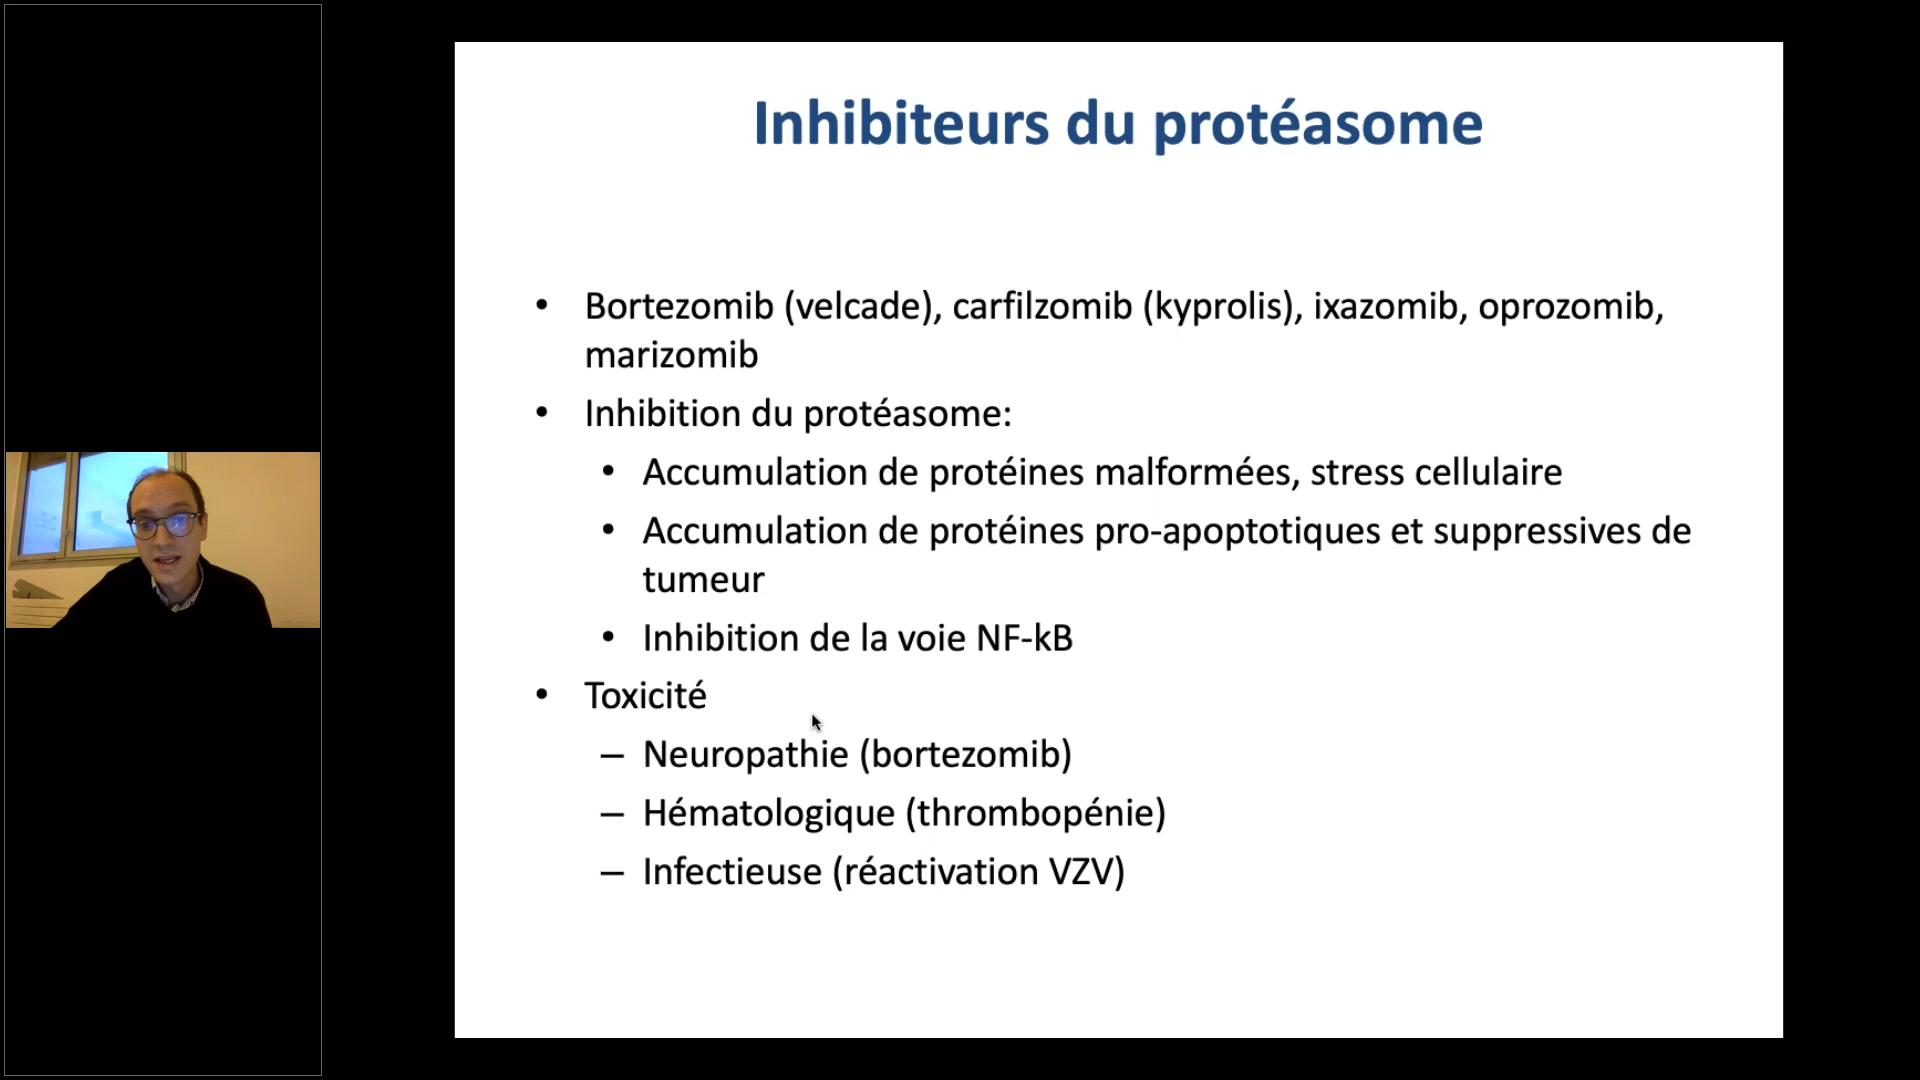 Inhibiteurs du protéasome
• Bortezomib (velcade), carfilzomib (kyprolis), ixazomib, oprozomib,
marizomib
• Inhibition du protéasome:
• Accumulation de protéines malformées, stress cellulaire
• Accumulation de protéines pro-apoptotiques et suppressives de
tumeur
• Inhibition de la voie NF-kB
• Toxicité
– Neuropathie (bortezomib)
– Hématologique (thrombopénie)
– Infectieuse (réactivation VZV)